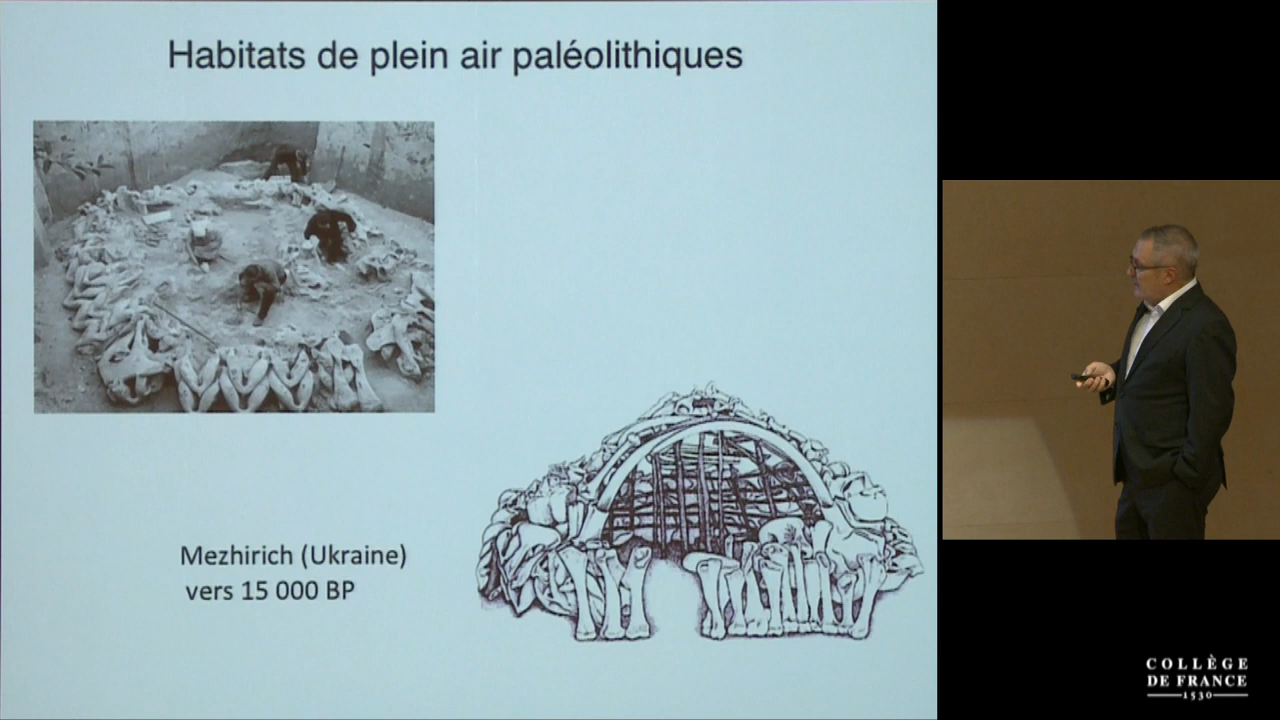 Habitats de plein air paléolithiques
Mezhirich (Ukraine)
vers 15 000 BP
COLLÈGE
DE FRANCE
1530